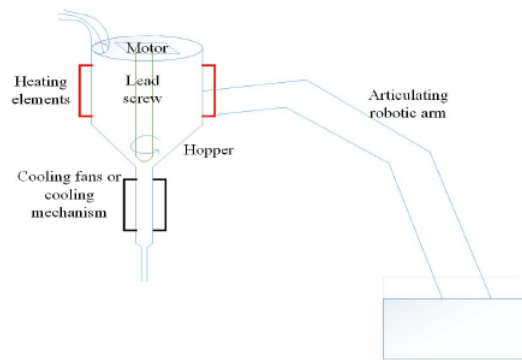 Motor
Heating
elements
Lead
screw
Articulating
robotic arm
Hopper
Cooling fans or
cooling
mechanism